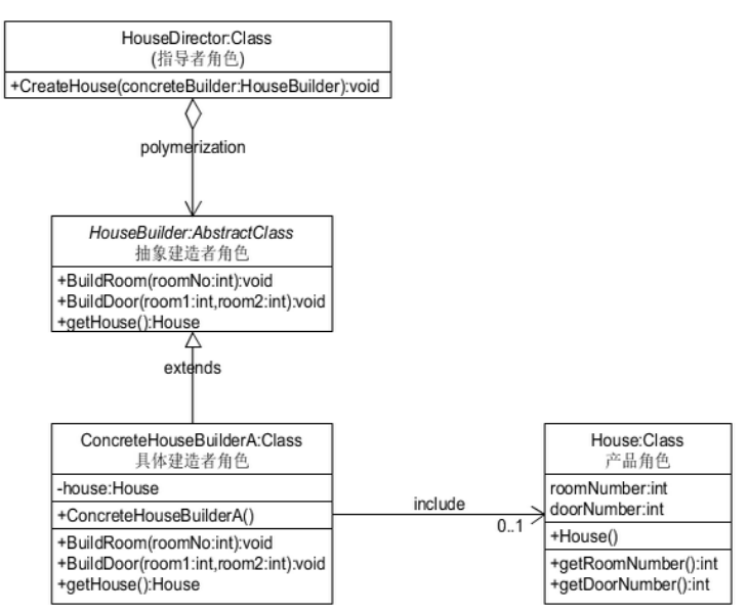 HouseDirector:Class
(指导者角色)
+CreateHouse(concreteBuilder:HouseBuilder):void
polymerization
HouseBuilder:AbstractClass
抽象建造者角色
+BuildRoom(roomNo:int):void
+BuildDoor(room1:int,room2:int):void
+getHouse():House
extends
ConcreteHouseBuilderA:Class
具体建造者角色
-house:House
+ConcreteHouseBuilderA()
+BuildRoom(roomNo:int):void
+BuildDoor(room1:int,room2:int):void
+getHouse():House
include
0..1
House:Class
产品角色
roomNumber:int
doorNumber:int
+House()
+getRoomNumber():int
+getDoorNumber():int